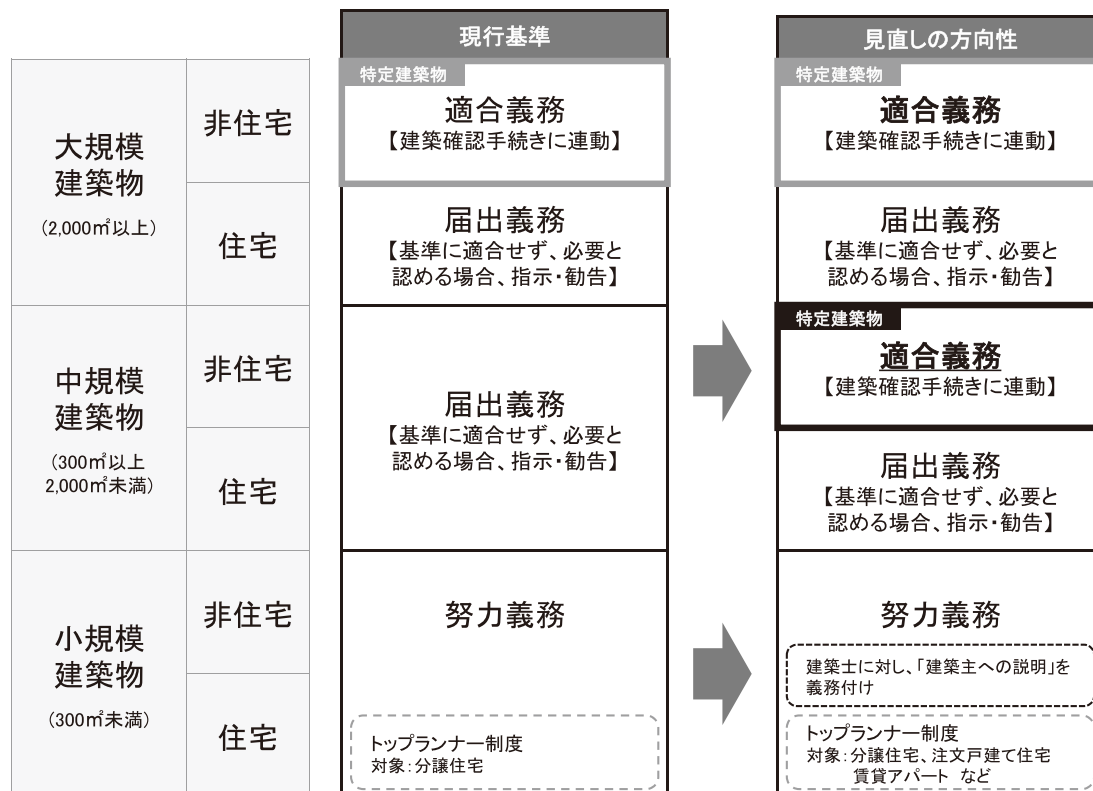 現行基準
見直しの方向性
大規模
建築物
（2,000㎡以上）
非住宅
特定建築物
適合義務
【建築確認手続きに連動】
特定建築物
適合義務
【建築確認手続きに連動】
住宅
届出義務
【基準に適合せず、必要と
認める場合、指示・勧告】
届出義務
【基準に適合せず、必要と
認める場合、指示・勧告】
中規模
建築物
（300㎡以上
2,000㎡未満）
非住宅
住宅
届出義務
【基準に適合せず、必要と
認める場合、指示・勧告】
特定建築物
適合義務
【建築確認手続きに連動】
届出義務
【基準に適合せず、必要と
認める場合、指示・勧告】
小規模
建築物
（300㎡未満）
非住宅
住宅
努力義務
トップランナー制度
対象：分譲住宅
努力義務
建築士に対し、「建築主への説明」を
義務付け
トップランナー制度
対象：分譲住宅、注文戸建て住宅
賃貸アパート など